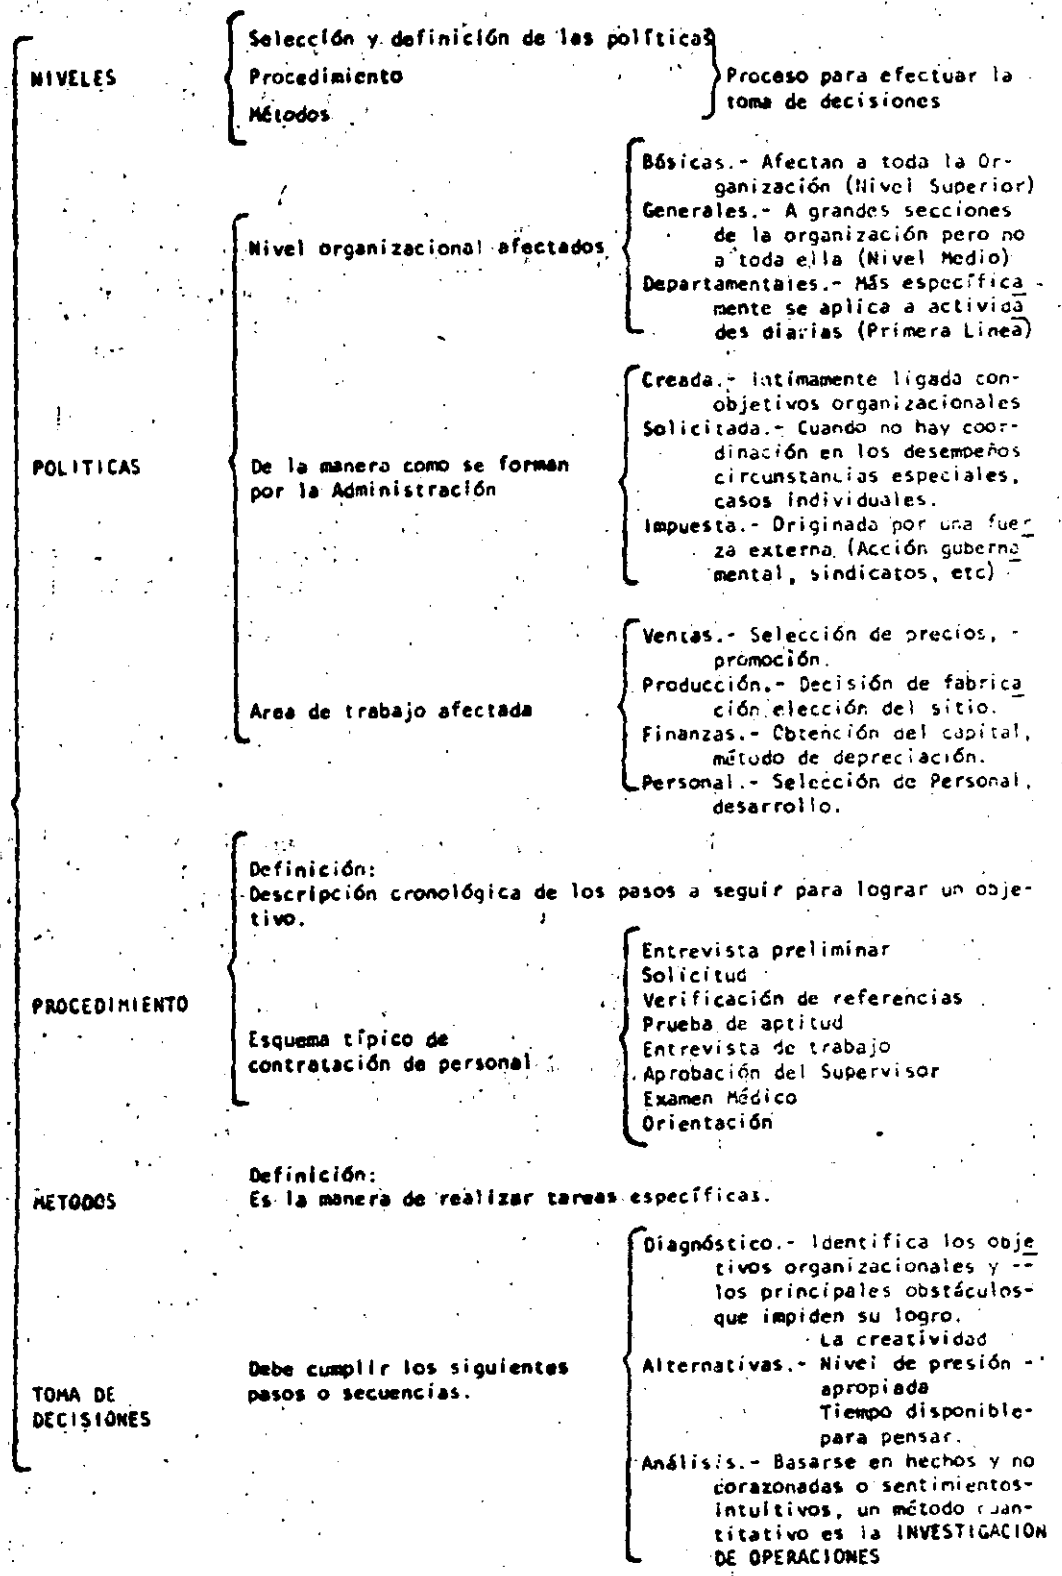 Selección y definición de las políticas
NIVELES
Procedimiento
Métodos
Proceso para efectuar la
toma de decisiones
Básicas.- Afectan a toda la Or-
ganización (Nivel Superior)
Generales.- A grandes secciones
de la organización pero no
a toda ella (Nivel Medio)
Departamentales.- Más específica -
mente se aplica a activida
des diarias (Primera Linea)
Nivel organizacional afectados
POLITICAS
De la manera como se forman
por la Administración
Creada.- intimamente ligada con-
objetivos organizacionales
Solicitada.- Cuando no hay coor-
dinación en los desempeños
circunstancias especiales,
casos individuales.
Impuesta.- Originada por una fuer
za externa (Acción guberna
mental, sindicatos, etc)
Area de trabajo afectada
Ventas.- Selección de precios, -
promoción.
Producción.- Decisión de fabrica
ción elección del sitio.
Finanzas.- Obtención del capital,
método de depreciación.
Personal.- Selección de Personal,
desarrollo.
PROCEDIMIENTO
Definición:
Descripción cronológica de los pasos a seguir para lograr un obje-
tivo.
Esquema típico de
contratación de personal
Entrevista preliminar
Solicitud
Verificación de referencias
Prueba de aptitud
Entrevista de trabajo
Aprobación del Supervisor
Examen Médico
Orientación
METODOS
Definición:
Es la manera de realizar tareas específicas.
TOMA DE
DECISIONES
Debe cumplir los siguientes
pasos o secuencias.
Diagnóstico.- Identifica los obje
tivos organizacionales y --
los principales obstáculos-
que impiden su logro.
La creatividad
Alternativas.- Nivel de presión -
apropiada
Tiempo disponible-
para pensar.
Análisis.- Basarse en hechos y no
corazonadas o sentimientos-
intuitivos, un método cuan-
titativo es la INVESTIGACION
DE OPERACIONES